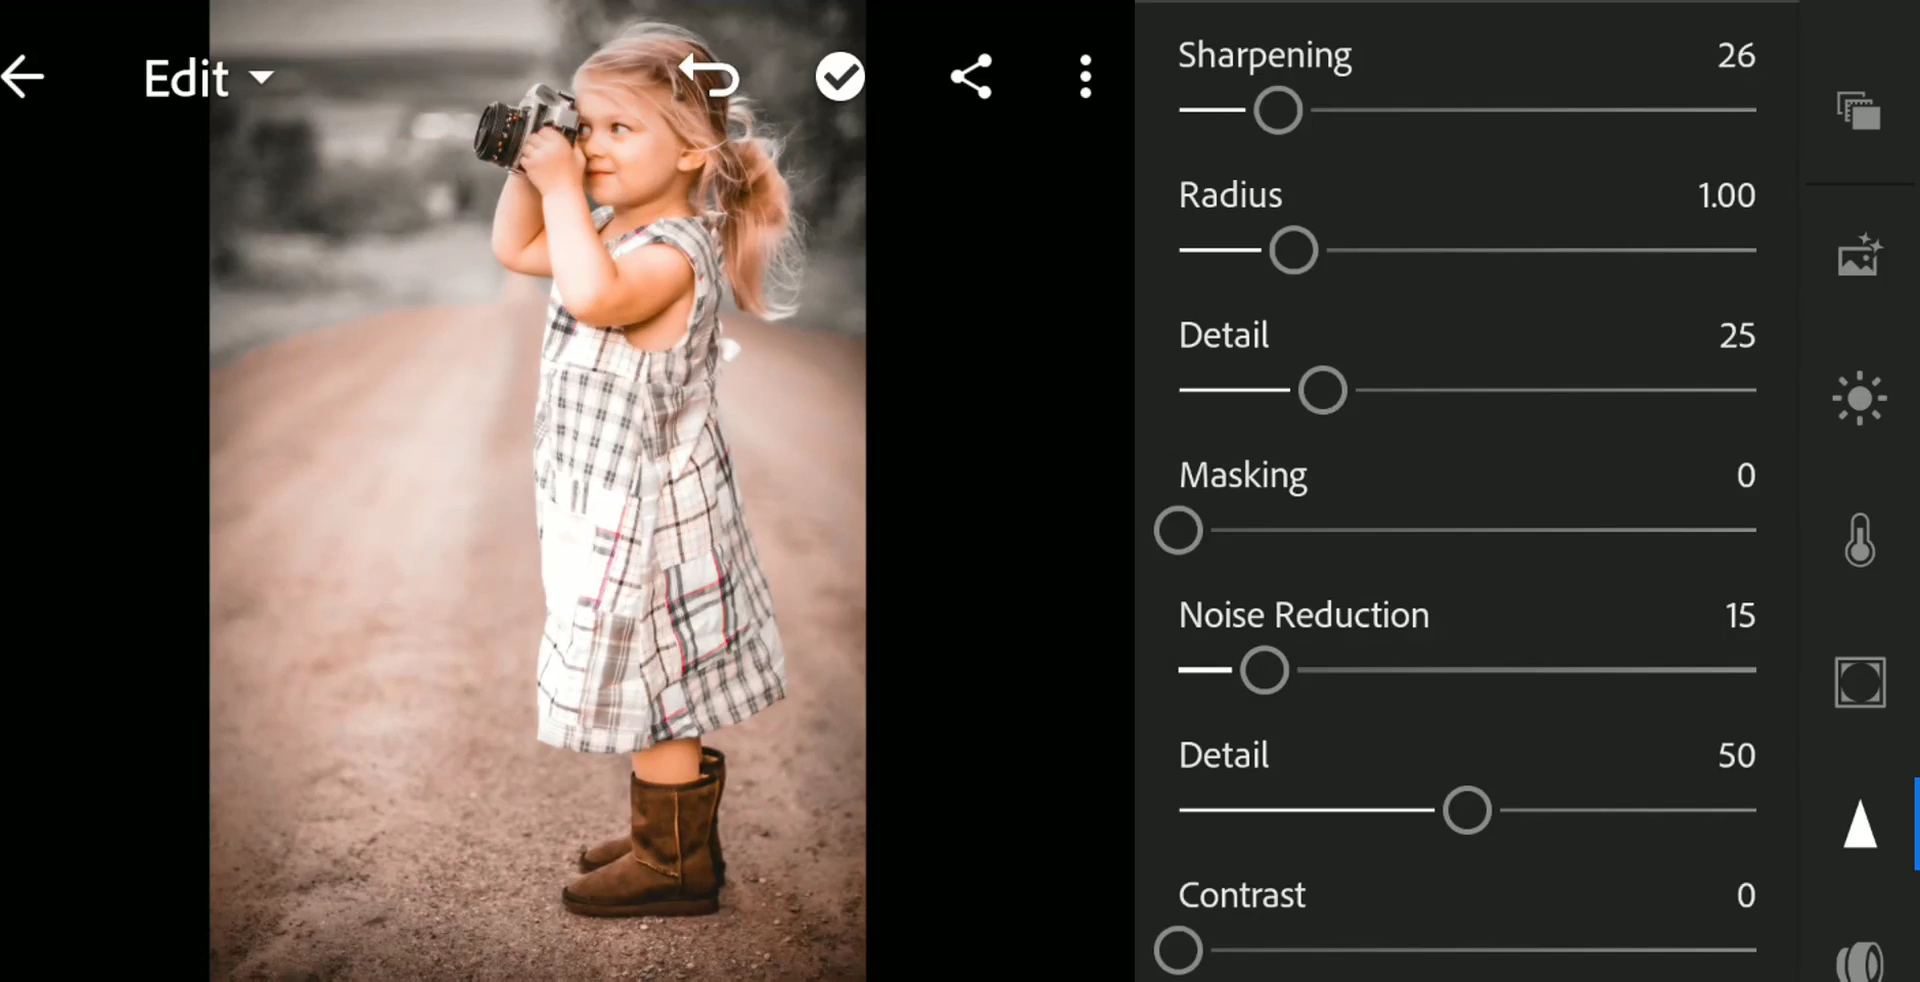 Edit
Sharpening 26
Radius 1.00
Detail 25
Masking 0
Noise Reduction 15
Detail 50
Contrast 0